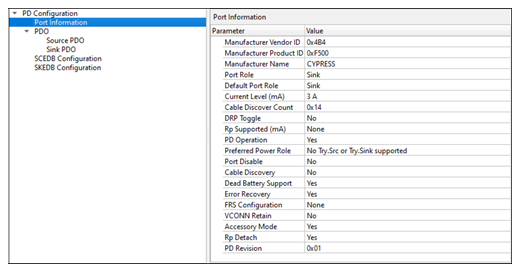 PD Configuration
Port Information
PDO
Source PDO
Sink PDO
SCEDB Configuration
SKEDB Configuration
Port Information
Parameter Value
Manufacturer Vendor ID 0x4B4
Manufacturer Product ID 0xF500
Manufacturer Name CYPRESS
Port Role Sink
Default Port Role Sink
Current Level (mA) 3 A
Cable Discover Count 0x14
DRP Toggle No
Rp Supported (mA) None
PD Operation Yes
Preferred Power Role No Try.Src or Try.Sink supported
Port Disable No
Cable Discovery No
Dead Battery Support Yes
Error Recovery Yes
FRS Configuration None
VCONN Retain No
Accessory Mode Yes
Rp Detach Yes
PD Revision 0x01